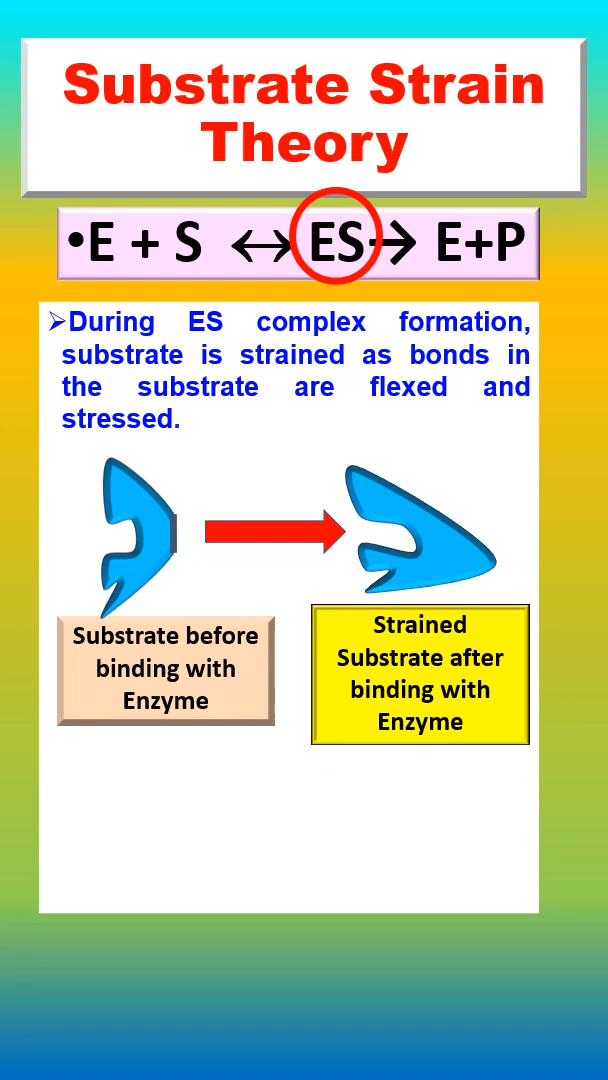 Substrate Strain
Theory
•E + S ↔ ES→ E+P
➢During ES complex formation,
substrate is strained as bonds in
the substrate are flexed and
stressed.
Substrate before
binding with
Enzyme
Strained
Substrate after
binding with
Enzyme